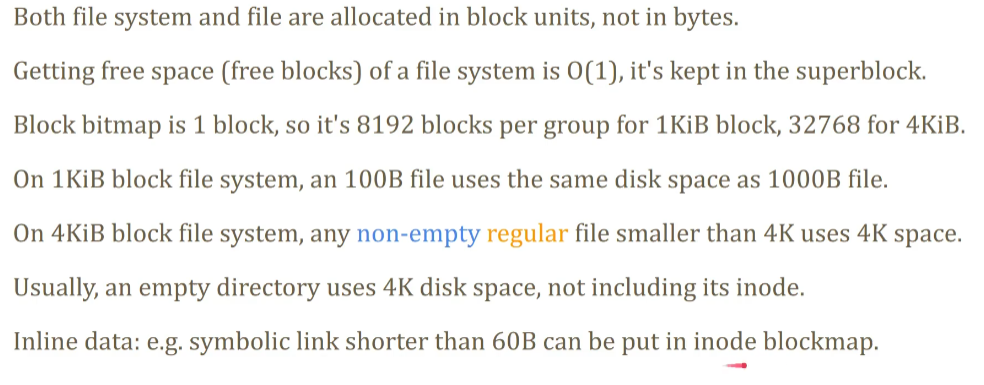 Both file system and file are allocated in block units, not in bytes.
Getting free space (free blocks) of a file system is O(1), it's kept in the superblock.
Block bitmap is 1 block, so it's 8192 blocks per group for 1KiB block, 32768 for 4KiB.
On 1KiB block file system, an 100B file uses the same disk space as 1000B file.
On 4KiB block file system, any non-empty regular file smaller than 4K uses 4K space.
Usually, an empty directory uses 4K disk space, not including its inode.
Inline data: e.g. symbolic link shorter than 60B can be put in inode blockmap.